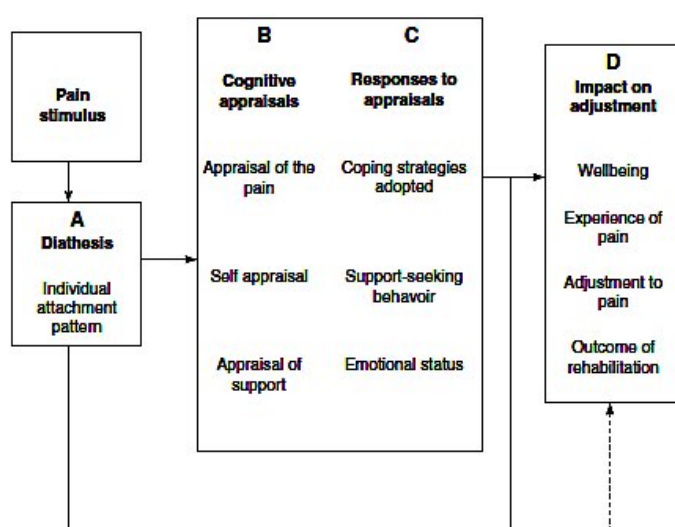 Pain
stimulus
A
Diathesis
Individual
attachment
pattern
B
Cognitive
appraisals
Appraisal of the
pain
Self appraisal
Appraisal of
support
C
Responses to
appraisals
Coping strategies
adopted
Support-seeking
behavoir
Emotional status
D
Impact on
adjustment
Wellbeing
Experience of
pain
Adjustment to
pain
Outcome of
rehabilitation